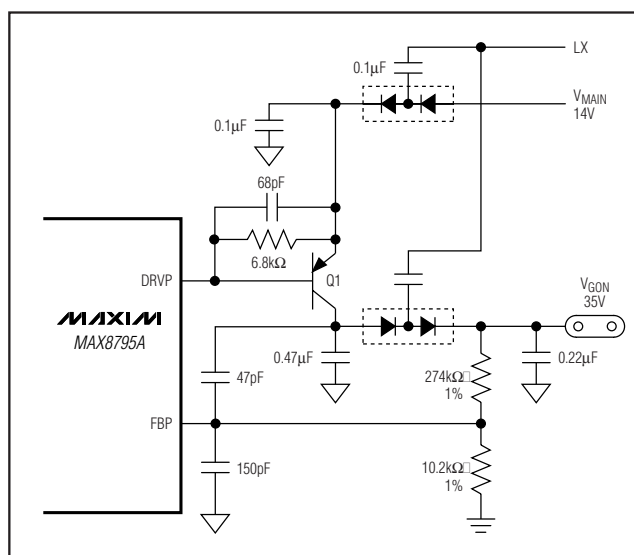 LX
0.1µF
VMAIN
14V
0.1µF
68pF
6.8kΩ
DRVP
Q1
VGON
35V
MAXIM
MAX8795A
0.47µF
0.22µF
47pF
274kΩ
1%
FBP
150pF
10.2kΩ
1%